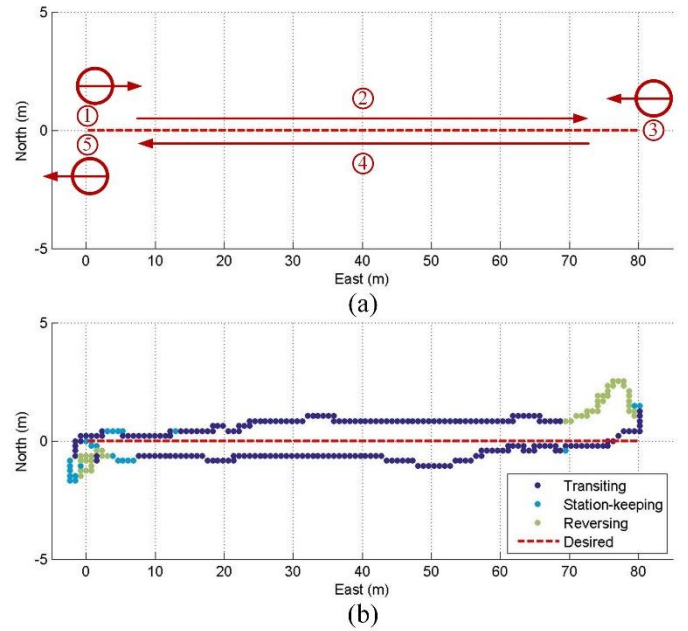 5
North (m)
0
-5
① ② ③
⑤ ④
0 10 20 30 40 50 60 70 80
East (m)
(a)
5
North (m)
0
-5
Transiting
Station-keeping
Reversing
Desired
0 10 20 30 40 50 60 70 80
East (m)
(b)